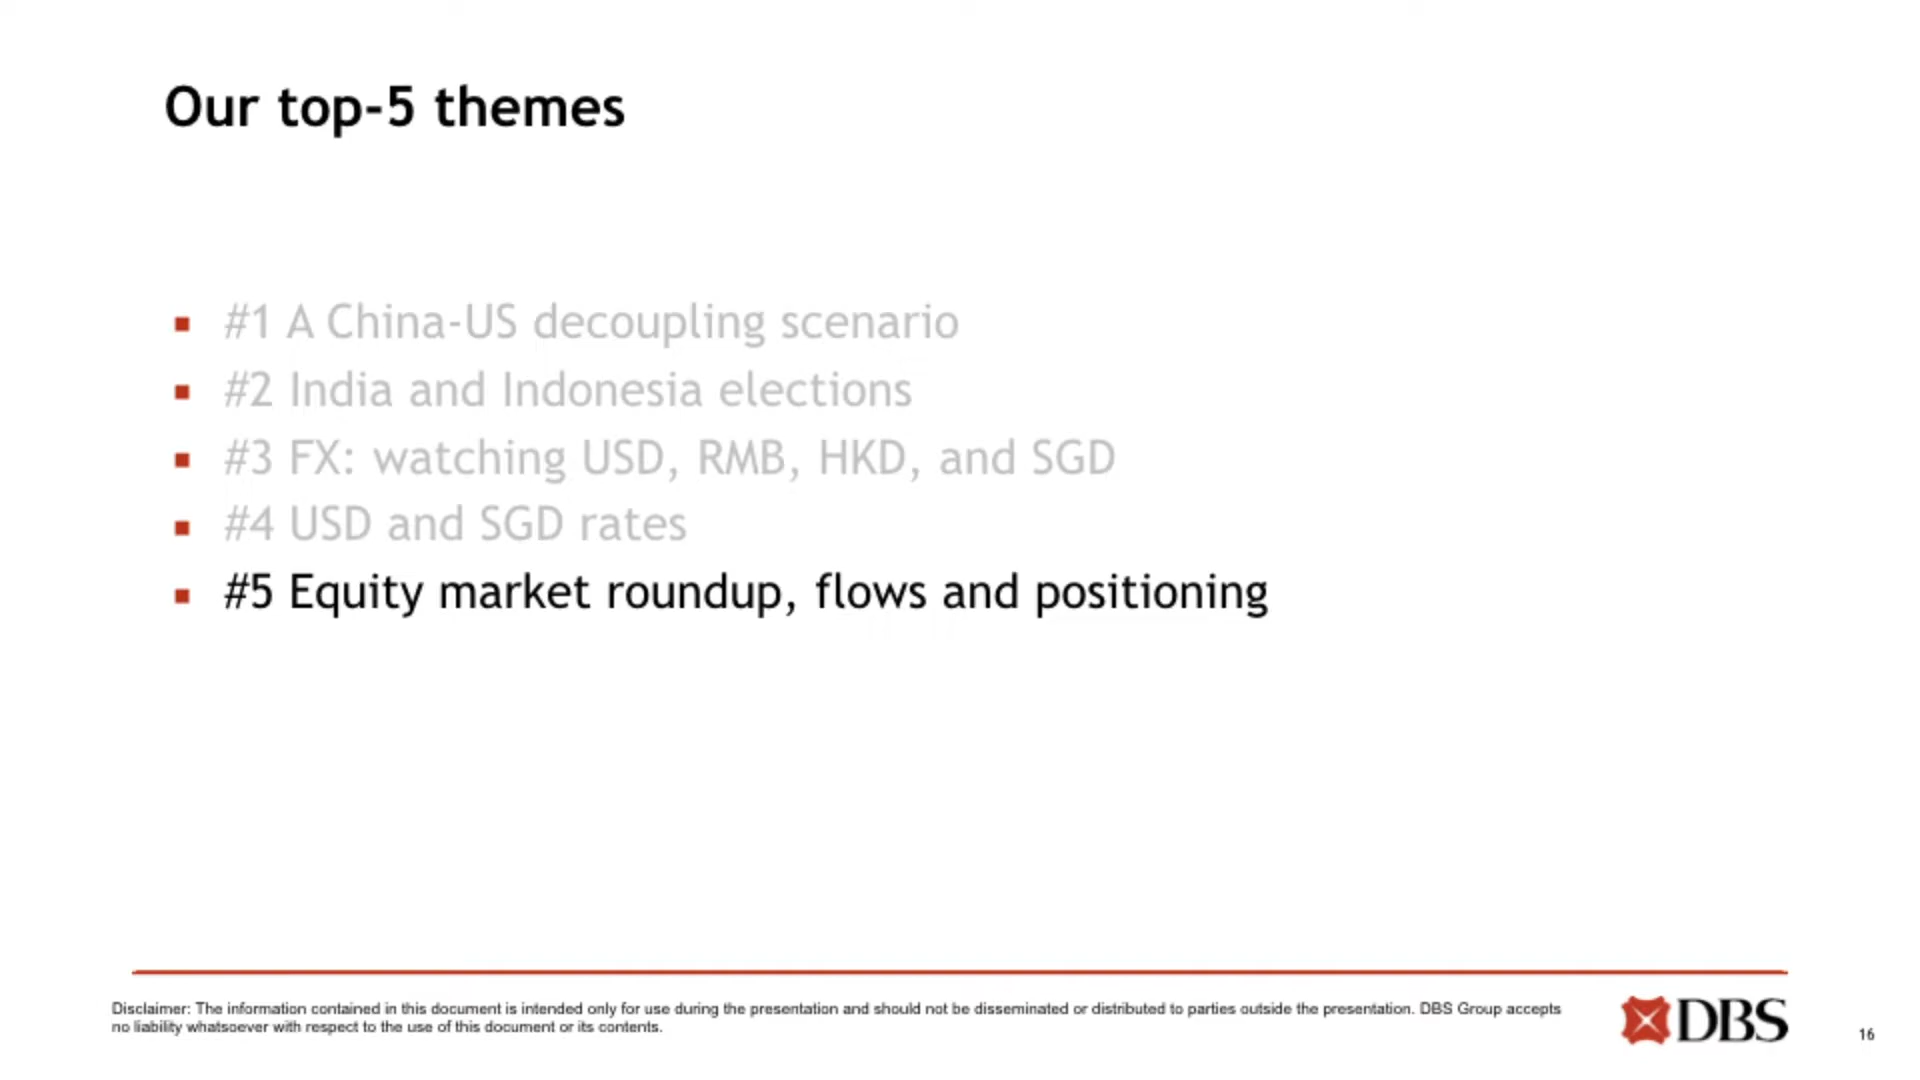 Our top-5 themes
#1 A China-US decoupling scenario
#2 India and Indonesia elections
#3 FX: watching USD, RMB, HKD, and SGD
#4 USD and SGD rates
#5 Equity market roundup, flows and positioning
Disclaimer: The information contained in this document is intended only for use during the presentation and should not be disseminated or distributed to parties outside the presentation. DBS Group accepts
no liability whatsoever with respect to the use of this document or its contents.
DBS
16